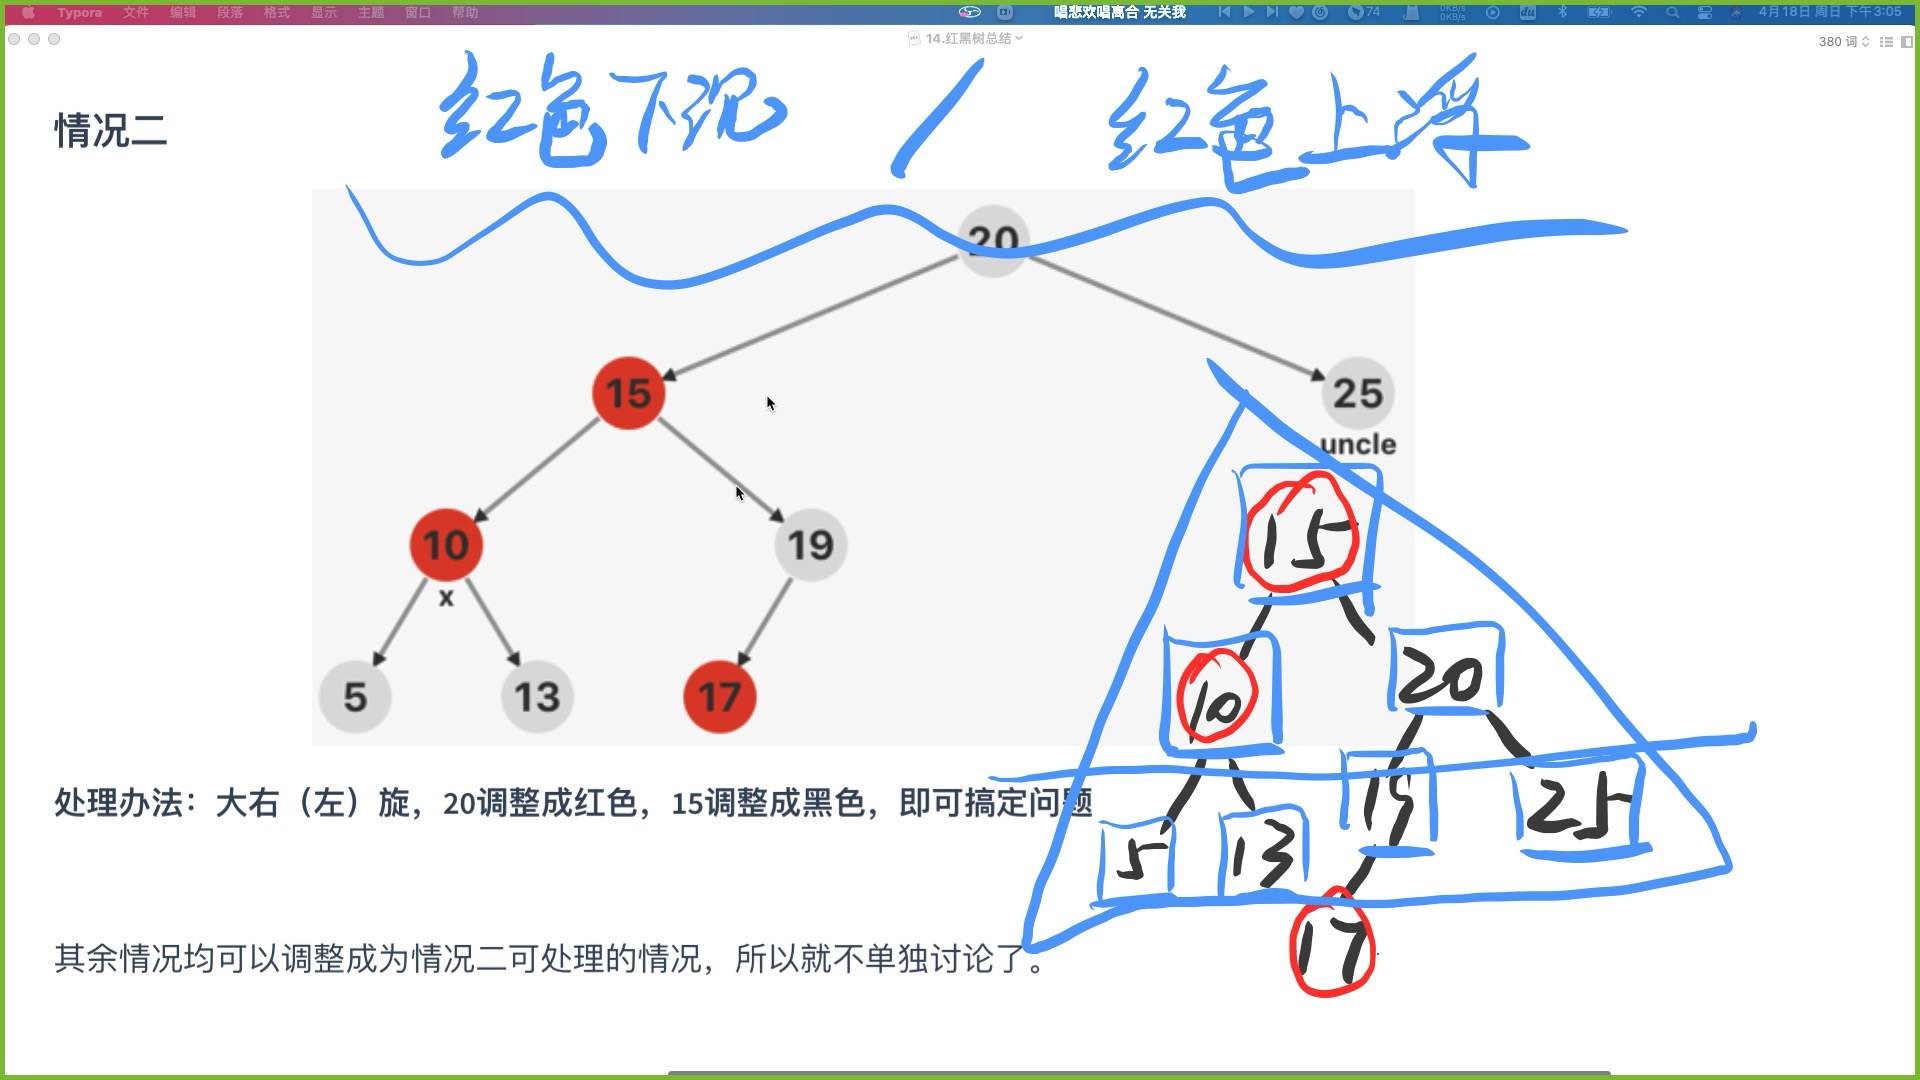 Typora 文件 编辑 段落 格式 显示 主题 窗口 帮助 唱悲欢唱离合 无关我 74 0KB/s 0KB/s du 4月18日 周日 下午3:05
14.红黑树总结 380 词
红色下沉 / 红色上浮
情况二
20
15 25
uncle
10 19
x
5 13 17
15
10 20
5 13 19 25
17
处理办法：大右（左）旋，20调整成红色，15调整成黑色，即可搞定问题
其余情况均可以调整成为情况二可处理的情况，所以就不单独讨论了。